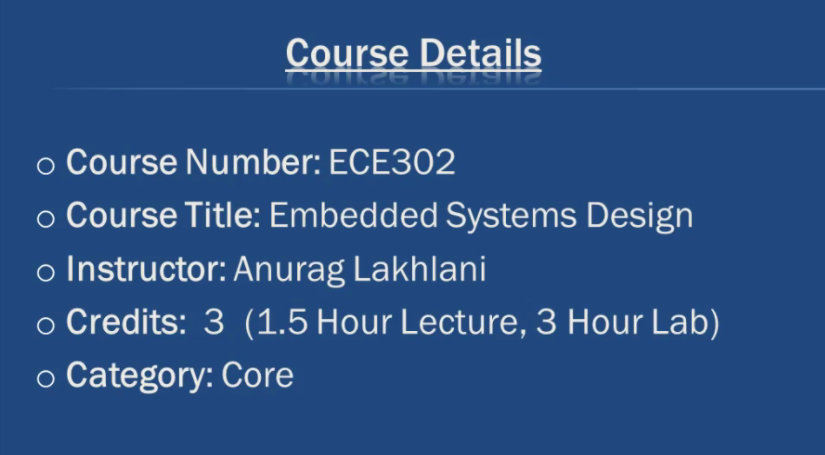 Course Details
o Course Number: ECE302
o Course Title: Embedded Systems Design
o Instructor: Anurag Lakhlani
o Credits: 3 (1.5 Hour Lecture, 3 Hour Lab)
o Category: Core